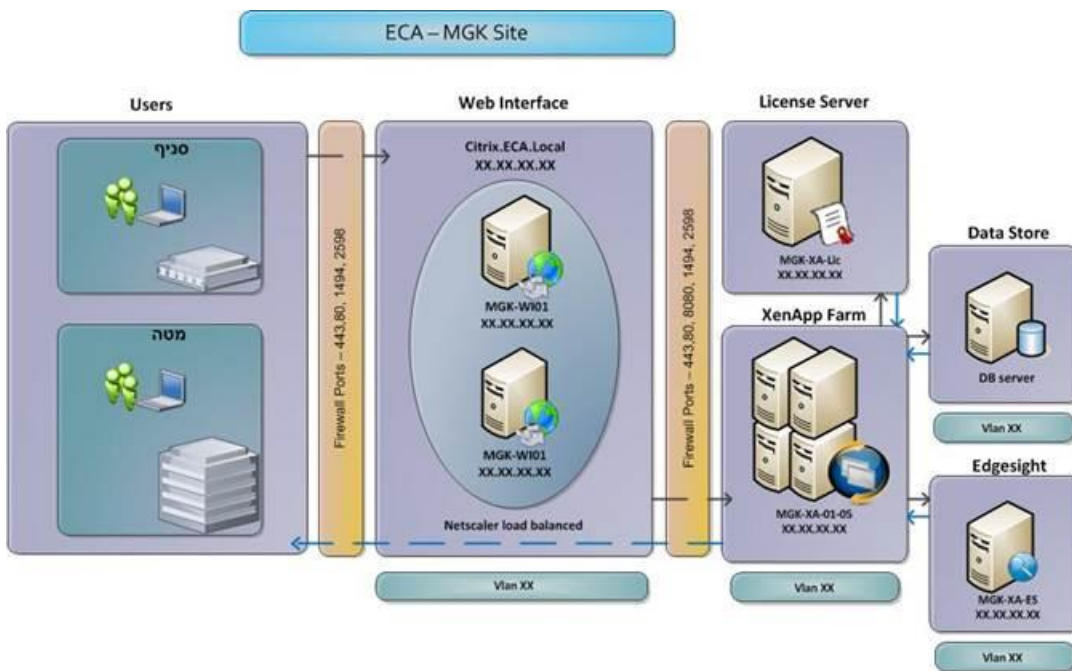 ECA – MGK Site
Users
סניף
מטה
Firewall Ports – 443,80, 1494, 2598
Web Interface
Citrix.ECA.Local
XX.XX.XX.XX
MGK-WI01
XX.XX.XX.XX
MGK-WI01
XX.XX.XX.XX
Netscaler load balanced
Vlan XX
Firewall Ports – 443,80, 8080, 1494, 2598
License Server
MGK-XA-Lic
XX.XX.XX.XX
XenApp Farm
MGK-XA-01-05
XX.XX.XX.XX
Vlan XX
Data Store
DB server
Vlan XX
Edgesight
MGK-XA-ES
XX.XX.XX.XX
Vlan XX